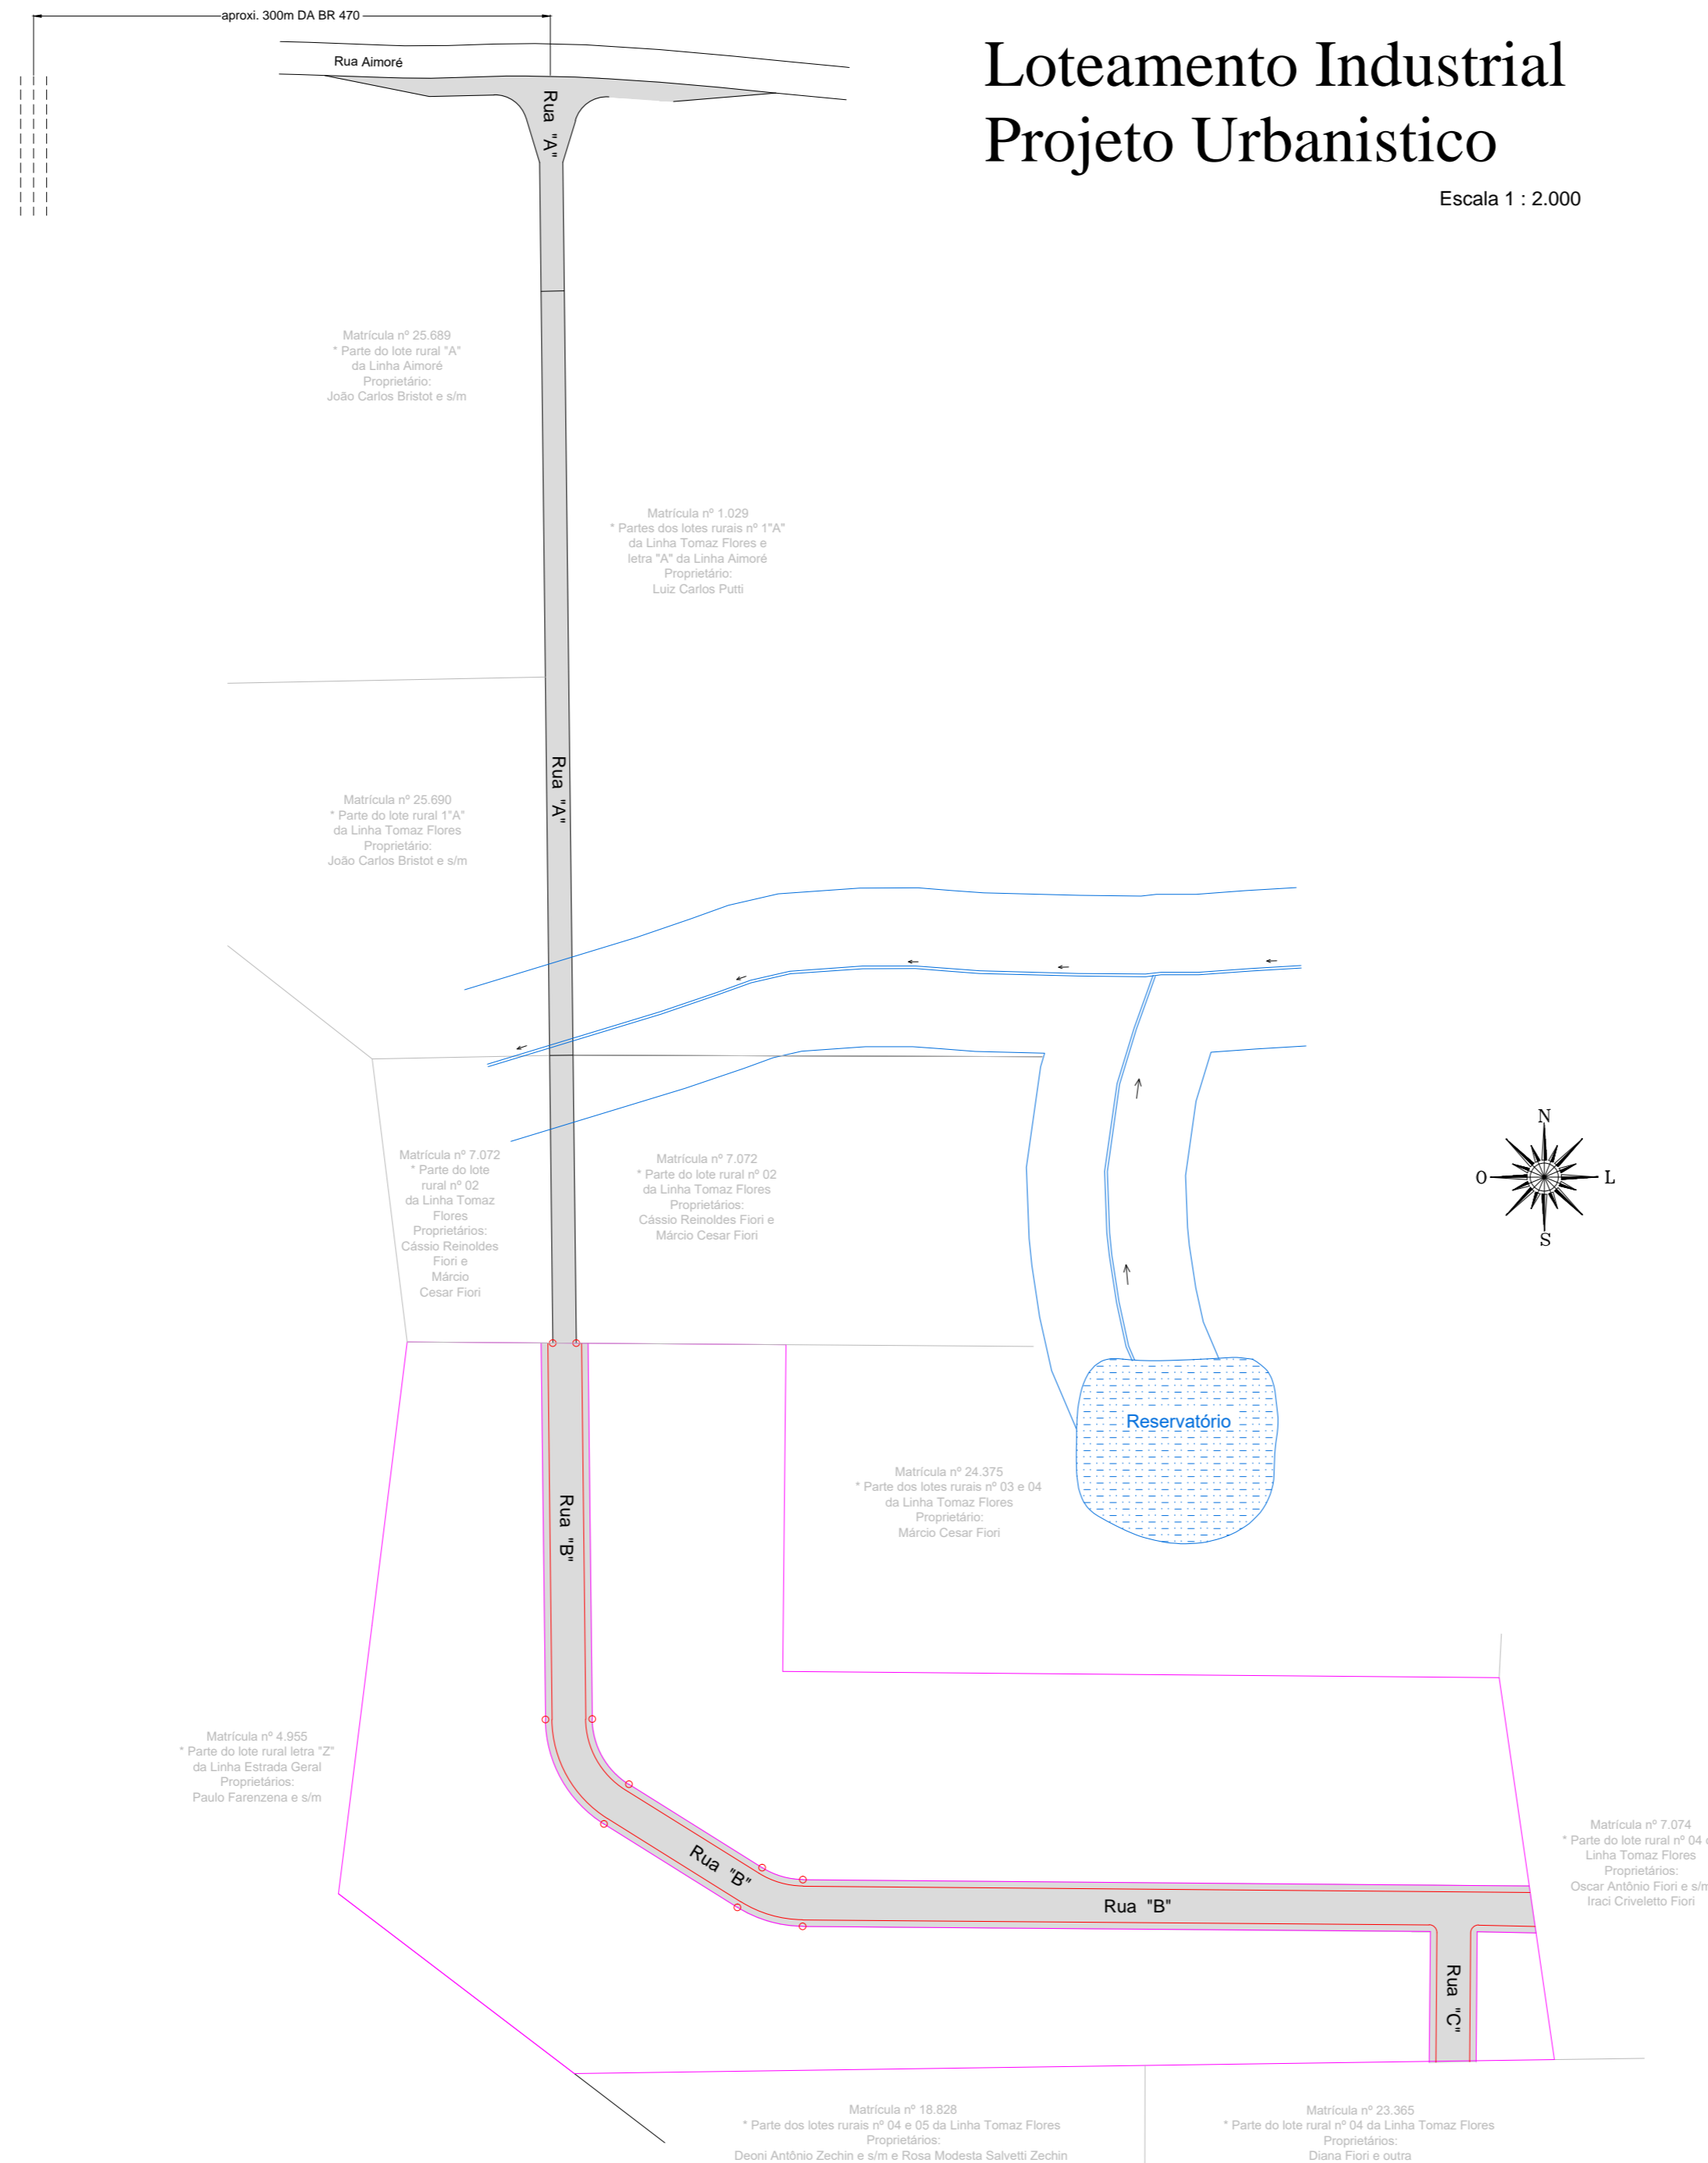 aproxi. 300m DA BR 470
Loteamento Industrial
Projeto Urbanistico
Escala 1 : 2.000
Rua Aimoré
Rua "A"
Matrícula nº 25.689
* Parte do lote rural "A"
da Linha Aimoré
Proprietário:
João Carlos Bristot e s/m
Matrícula nº 1.029
* Partes dos lotes rurais nº 1"A"
da Linha Tomaz Flores e
letra "A" da Linha Aimoré
Proprietário:
Luiz Carlos Putti
Rua "A"
Matrícula nº 25.690
* Parte do lote rural 1"A"
da Linha Tomaz Flores
Proprietário:
João Carlos Bristot e s/m
Matrícula nº 7.072
* Parte do lote
rural nº 02
da Linha Tomaz
Flores
Proprietários:
Cássio Reinoldes
Fiori e
Márcio
Cesar Fiori
Matrícula nº 7.072
* Parte do lote rural nº 02
da Linha Tomaz Flores
Proprietários:
Cássio Reinoldes Fiori e
Márcio Cesar Fiori
N
O
L
S
Reservatório
Matrícula nº 24.375
* Parte dos lotes rurais nº 03 e 04
da Linha Tomaz Flores
Proprietário:
Márcio Cesar Fiori
Rua "B"
Matrícula nº 4.955
* Parte do lote rural letra "Z"
da Linha Estrada Geral
Proprietários:
Paulo Farenzena e s/m
Rua "B"
Rua "B"
Matrícula nº 7.074
* Parte do lote rural nº 04
Linha Tomaz Flores
Proprietários:
Oscar Antônio Fiori e s/m
Iraci Criveletto Fiori
Rua "C"
Matrícula nº 18.828
* Parte dos lotes rurais nº 04 e 05 da Linha Tomaz Flores
Proprietários:
Deoni Antônio Zechin e s/m e Rosa Modesta Salvetti Zechin
Matrícula nº 23.365
* Parte do lote rural nº 04 da Linha Tomaz Flores
Proprietários:
Diana Fiori e outra